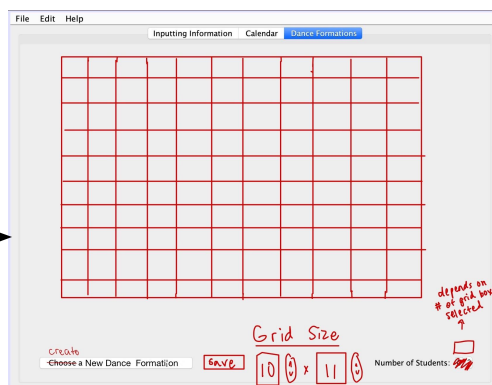 File Edit Help
Inputting Information Calendar Dance Formations
depends on
# of grid box
selected
Grid Size
Create
Choose a New Dance Formation
Save
10 x 11
Number of Students: